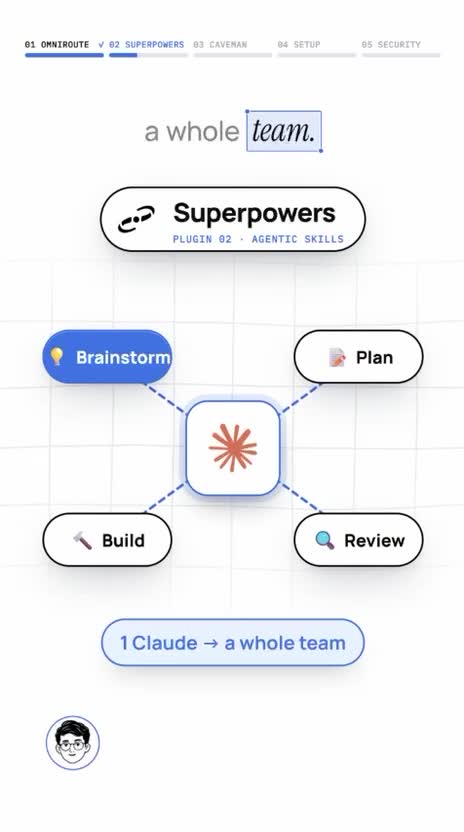 01 OMNIROUTE ✓ 02 SUPERPOWERS 03 CAVEMAN 04 SETUP 05 SECURITY
a whole team.
Superpowers
PLUGIN 02 · AGENTIC SKILLS
Brainstorm
Plan
Build
Review
1 Claude → a whole team